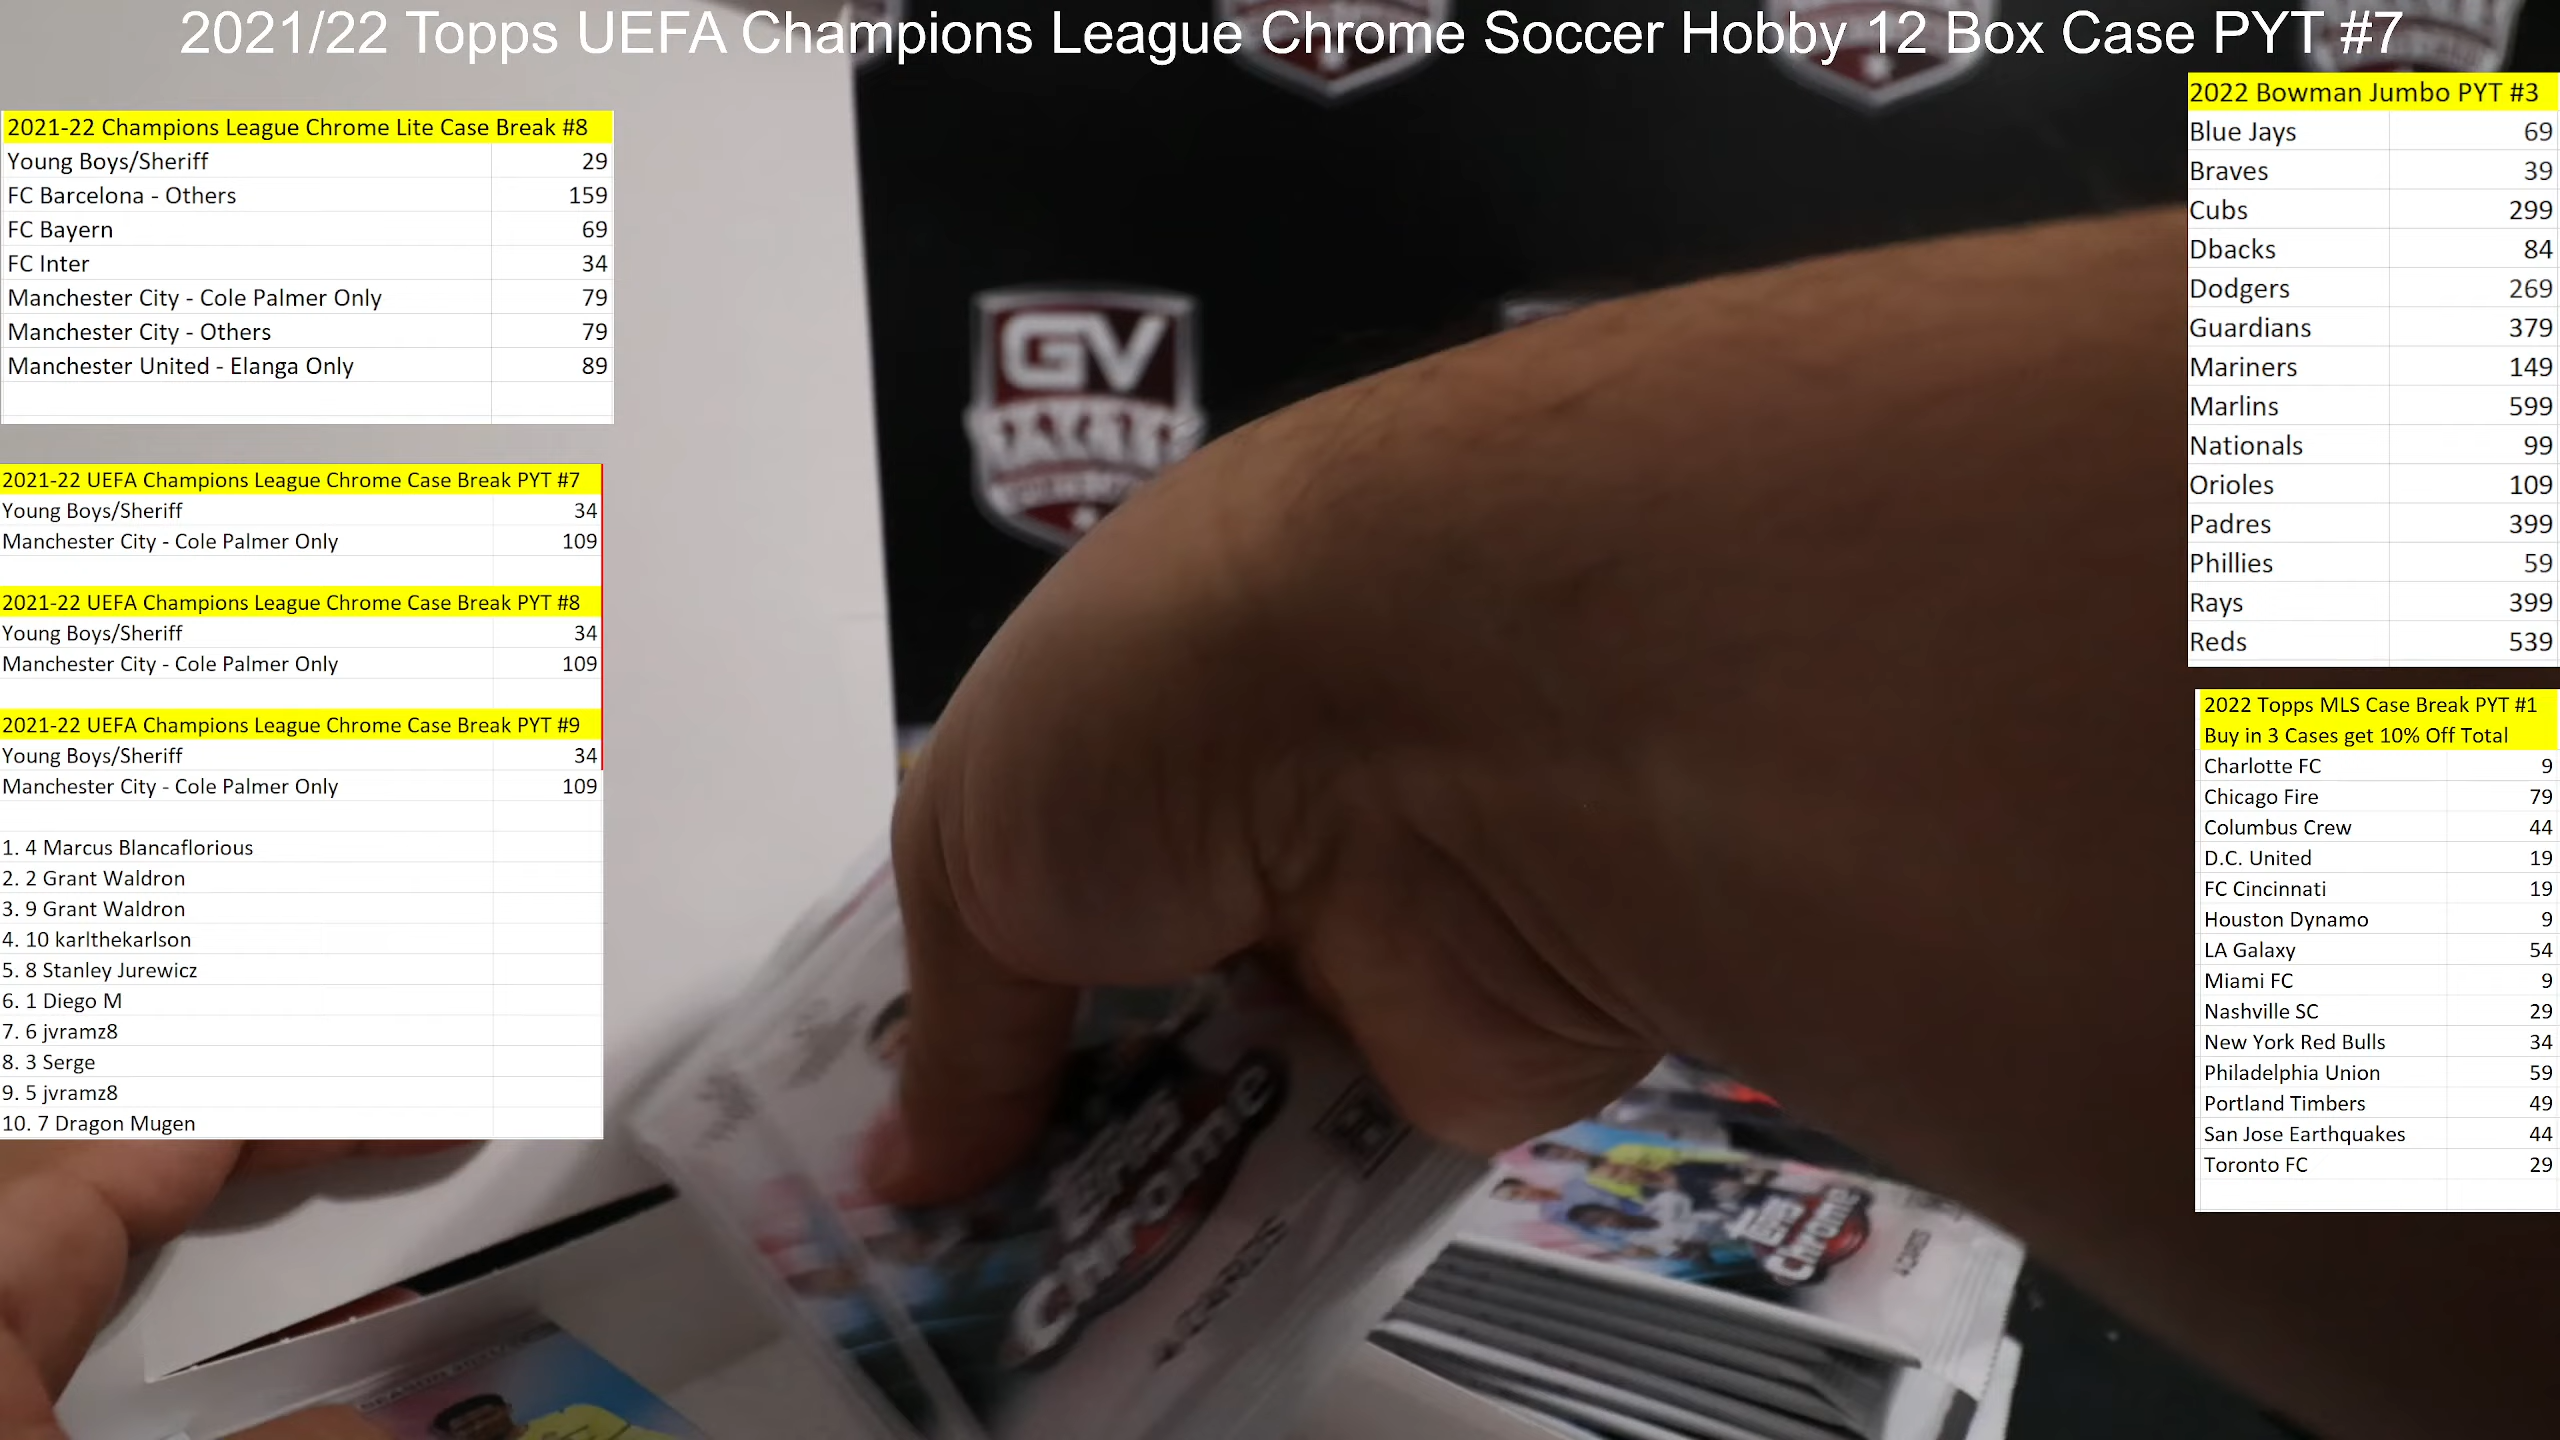 2021/22 Topps UEFA Champions League Chrome Soccer Hobby 12 Box Case PYT #7
2021-22 Champions League Chrome Lite Case Break #8
Young Boys/Sheriff 29
FC Barcelona - Others 159
FC Bayern 69
FC Inter 34
Manchester City - Cole Palmer Only 79
Manchester City - Others 79
Manchester United - Elanga Only 89
2021-22 UEFA Champions League Chrome Case Break PYT #7
Young Boys/Sheriff 34
Manchester City - Cole Palmer Only 109
2021-22 UEFA Champions League Chrome Case Break PYT #8
Young Boys/Sheriff 34
Manchester City - Cole Palmer Only 109
2021-22 UEFA Champions League Chrome Case Break PYT #9
Young Boys/Sheriff 34
Manchester City - Cole Palmer Only 109
1. 4 Marcus Blancaflorious
2. 2 Grant Waldron
3. 9 Grant Waldron
4. 10 karlthekarlson
5. 8 Stanley Jurewicz
6. 1 Diego M
7. 6 jvramz8
8. 3 Serge
9. 5 jvramz8
10. 7 Dragon Mugen
2022 Bowman Jumbo PYT #3
Blue Jays 69
Braves 39
Cubs 299
Dbacks 84
Dodgers 269
Guardians 379
Mariners 149
Marlins 599
Nationals 99
Orioles 109
Padres 399
Phillies 59
Rays 399
Reds 539
2022 Topps MLS Case Break PYT #1
Buy in 3 Cases get 10% Off Total
Charlotte FC 9
Chicago Fire 79
Columbus Crew 44
D.C. United 19
FC Cincinnati 19
Houston Dynamo 9
LA Galaxy 54
Miami FC 9
Nashville SC 29
New York Red Bulls 34
Philadelphia Union 59
Portland Timbers 49
San Jose Earthquakes 44
Toronto FC 29
GV
Topps
Chrome
4 CARDS
Topps
Chrome
4 CARDS